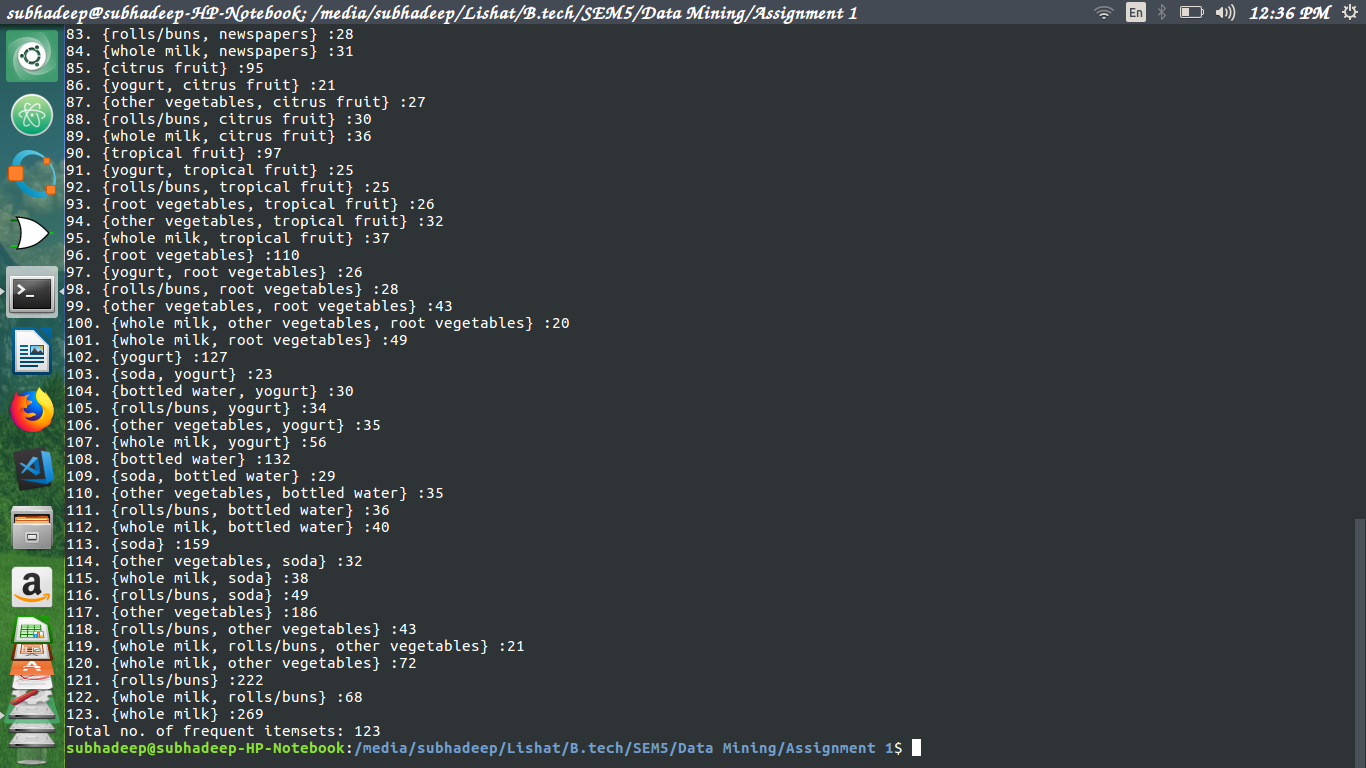 subhadeep@subhadeep-HP-Notebook: /media/subhadeep/Lishat/B.tech/SEM5/Data Mining/Assignment 1
En
12:36 PM
83. {rolls/buns, newspapers} :28
84. {whole milk, newspapers} :31
85. {citrus fruit} :95
86. {yogurt, citrus fruit} :21
87. {other vegetables, citrus fruit} :27
88. {rolls/buns, citrus fruit} :30
89. {whole milk, citrus fruit} :36
90. {tropical fruit} :97
91. {yogurt, tropical fruit} :25
92. {rolls/buns, tropical fruit} :25
93. {root vegetables, tropical fruit} :26
94. {other vegetables, tropical fruit} :32
95. {whole milk, tropical fruit} :37
96. {root vegetables} :110
97. {yogurt, root vegetables} :26
98. {rolls/buns, root vegetables} :28
99. {other vegetables, root vegetables} :43
100. {whole milk, other vegetables, root vegetables} :20
101. {whole milk, root vegetables} :49
102. {yogurt} :127
103. {soda, yogurt} :23
104. {bottled water, yogurt} :30
105. {rolls/buns, yogurt} :34
106. {other vegetables, yogurt} :35
107. {whole milk, yogurt} :56
108. {bottled water} :132
109. {soda, bottled water} :29
110. {other vegetables, bottled water} :35
111. {rolls/buns, bottled water} :36
112. {whole milk, bottled water} :40
113. {soda} :159
114. {other vegetables, soda} :32
115. {whole milk, soda} :38
116. {rolls/buns, soda} :49
117. {other vegetables} :186
118. {rolls/buns, other vegetables} :43
119. {whole milk, rolls/buns, other vegetables} :21
120. {whole milk, other vegetables} :72
121. {rolls/buns} :222
122. {whole milk, rolls/buns} :68
123. {whole milk} :269
Total no. of frequent itemsets: 123
subhadeep@subhadeep-HP-Notebook:/media/subhadeep/Lishat/B.tech/SEM5/Data Mining/Assignment 1$